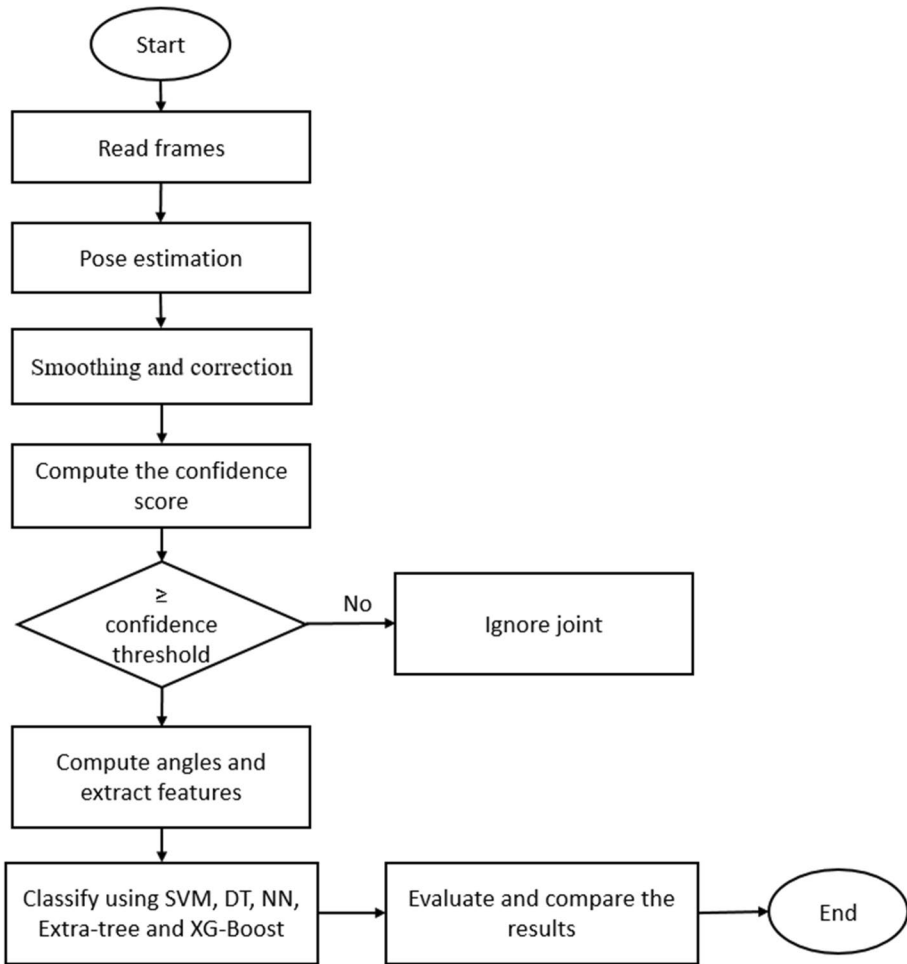 Start
Read frames
Pose estimation
Smoothing and correction
Compute the confidence
score
≥
confidence
threshold
No
Ignore joint
Compute angles and
extract features
Classify using SVM, DT, NN,
Extra-tree and XG-Boost
Evaluate and compare the
results
End